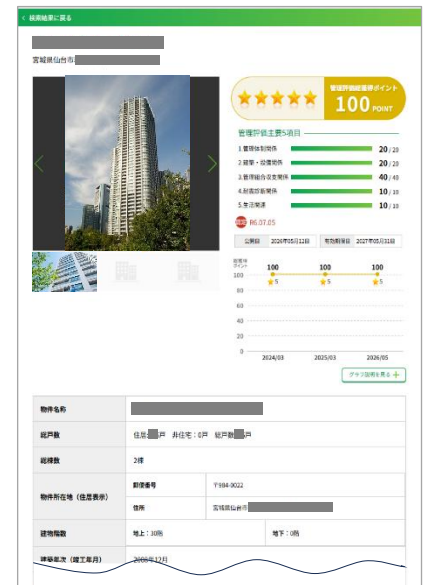 < 検索結果に戻る
宮城県仙台市
管理評価総獲得ポイント
100 POINT
管理評価主要5項目
1.管理体制関係 20 / 20
2.建築・設備関係 20 / 20
3.管理組合収支関係 40 / 40
4.耐震診断関係 10 / 10
5.生活関連 10 / 10
R6.07.05
公開日 2026年05月12日 有効期限日 2027年05月31日
100 100 100
100
5 5 5
80
60
40
20
0
2024/03 2025/03 2026/05
グラフ説明を見る +
物件名称
総戸数 住居: 戸 非住宅:0戸 総戸数 戸
総棟数 2棟
物件所在地(住居表示) 郵便番号 〒984-0022
住所 宮城県仙台市
建物階数 地上:30階 地下:0階
建築年次(竣工年月) 2008年12月